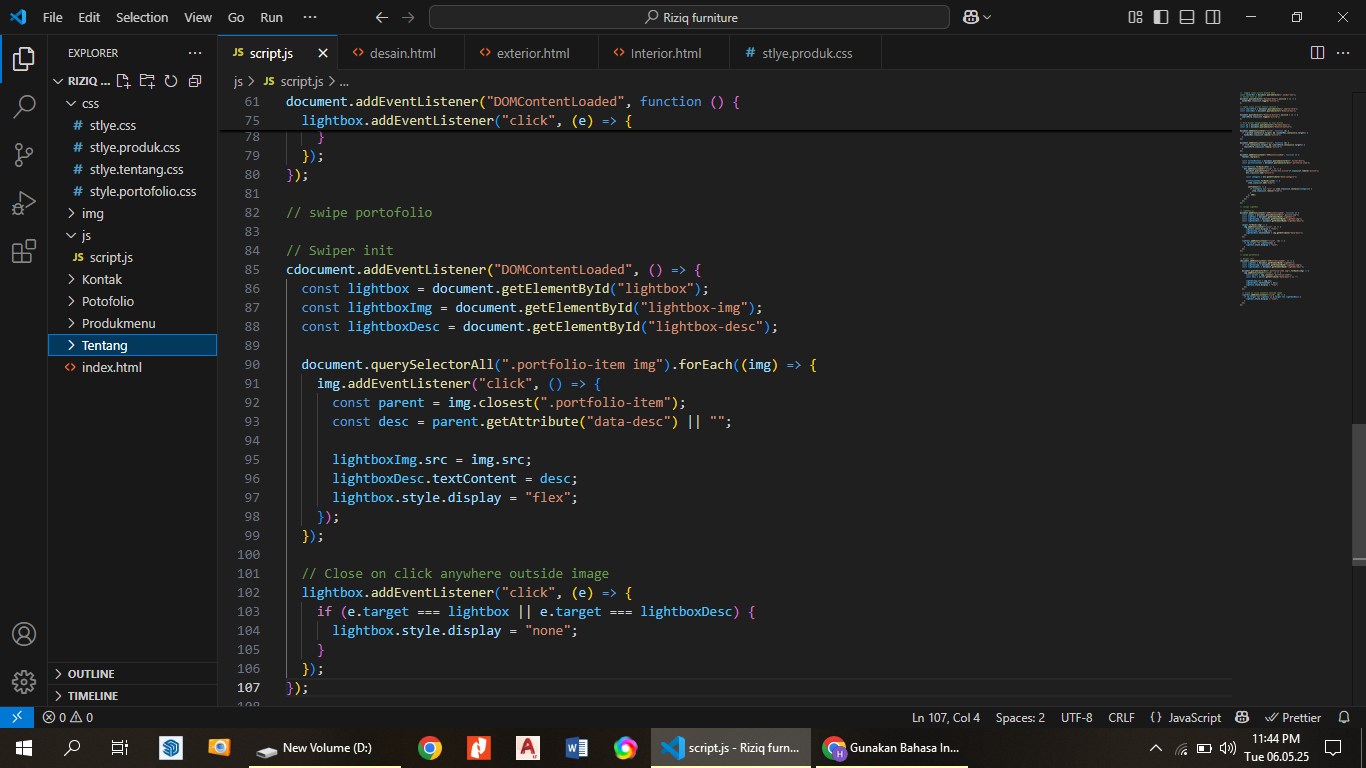 File Edit Selection View Go Run ··· Riziq furniture
EXPLORER ···
script.js desain.html exterior.html Interior.html stlye.produk.css ···
RIZIQ ...
css
stlye.css
stlye.produk.css
stlye.tentang.css
style.portofolio.css
img
js
script.js
Kontak
Potofolio
Produkmenu
Tentang
index.html
OUTLINE
TIMELINE
js > script.js > ...
61 document.addEventListener("DOMContentLoaded", function () {
75 lightbox.addEventListener("click", (e) => {
78 }
79 });
80 });
81
82 // swipe portofolio
83
84 // Swiper init
85 cdocument.addEventListener("DOMContentLoaded", () => {
86 const lightbox = document.getElementById("lightbox");
87 const lightboxImg = document.getElementById("lightbox-img");
88 const lightboxDesc = document.getElementById("lightbox-desc");
89
90 document.querySelectorAll(".portfolio-item img").forEach((img) => {
91 img.addEventListener("click", () => {
92 const parent = img.closest(".portfolio-item");
93 const desc = parent.getAttribute("data-desc") || "";
94
95 lightboxImg.src = img.src;
96 lightboxDesc.textContent = desc;
97 lightbox.style.display = "flex";
98 });
99 });
100
101 // Close on click anywhere outside image
102 lightbox.addEventListener("click", (e) => {
103 if (e.target === lightbox || e.target === lightboxDesc) {
104 lightbox.style.display = "none";
105 }
106 });
107 });
108
0 0 Ln 107, Col 4 Spaces: 2 UTF-8 CRLF {} JavaScript Prettier
New Volume (D:) script.js - Riziq furn... Gunakan Bahasa In... 11:44 PM
Tue 06.05.25